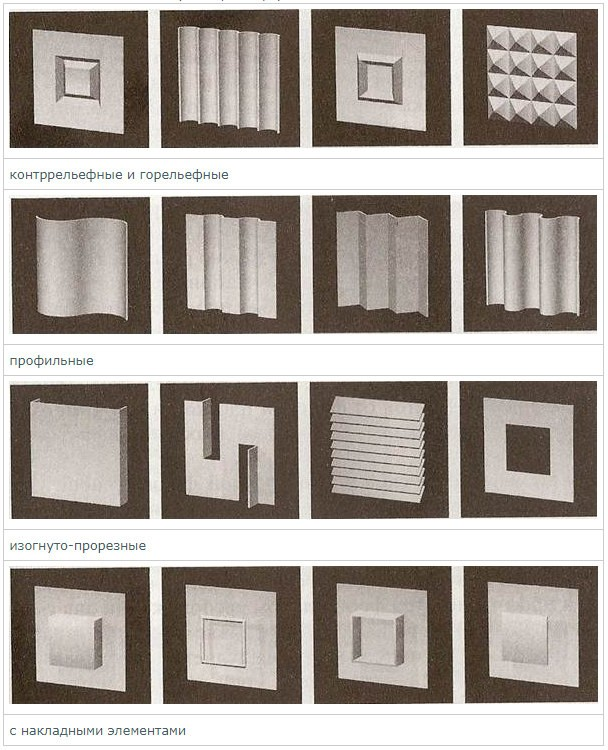 контррельефные и горельефные
профильные
изогнуто-прорезные
с накладными элементами